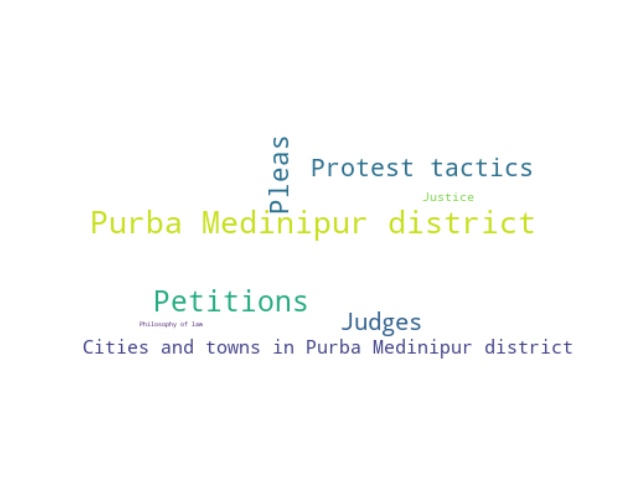 Pleas
Protest tactics
Justice
Purba Medinipur district
Petitions
Judges
Philosophy of law
Cities and towns in Purba Medinipur district